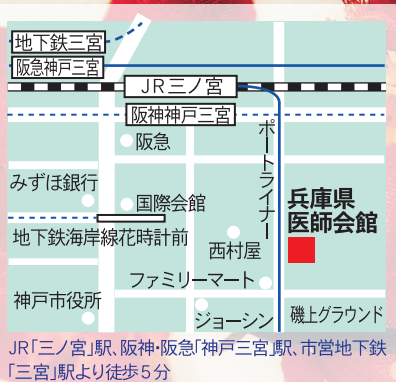 地下鉄三宮
阪急神戸三宮
JR三ノ宮
阪神神戸三宮
阪急
ポートライナー
みずほ銀行
国際会館
兵庫県
医師会館
地下鉄海岸線花時計前
西村屋
ファミリーマート
神戸市役所
ジョーシン
磯上グラウンド
JR「三ノ宮」駅、阪神・阪急「神戸三宮」駅、市営地下鉄
「三宮」駅より徒歩5分